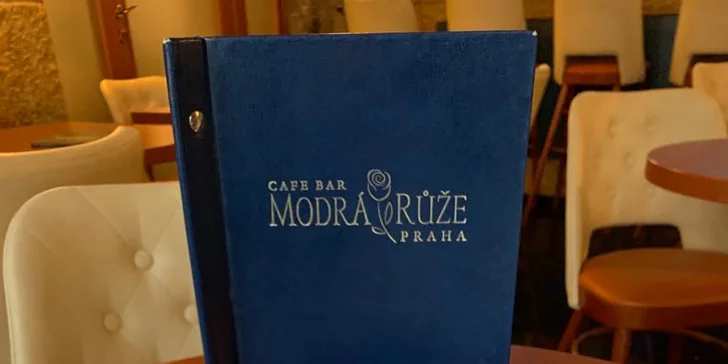 CAFE BAR
MODRÁ RŮŽE
PRAHA